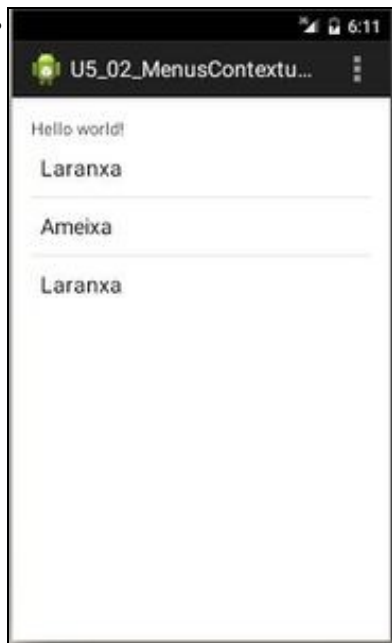 6:11
U5_02_MenusContextu...
Hello world!
Laranxa
Ameixa
Laranxa